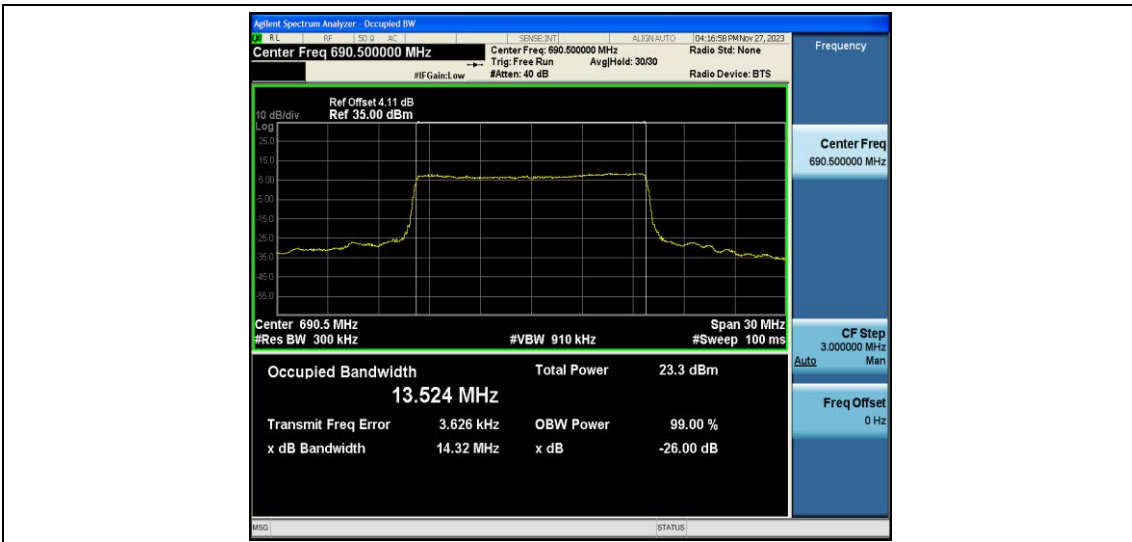 Agilent Spectrum Analyzer - Occupied BW
RL RF 50 Ω AC SENSE:INT ALIGN AUTO 04:16:58 PM Nov 27, 2023
Center Freq 690.500000 MHz
Center Freq: 690.500000 MHz
Radio Std: None
Trig: Free Run Avg|Hold: 30/30
#IFGain:Low
#Atten: 40 dB
Radio Device: BTS
Ref Offset 4.11 dB
10 dB/div Ref 35.00 dBm
Log
25.0
15.0
5.00
-5.00
-15.0
-25.0
-35.0
-45.0
-55.0
Center 690.5 MHz Span 30 MHz
#Res BW 300 kHz #VBW 910 kHz #Sweep 100 ms
Occupied Bandwidth Total Power 23.3 dBm
13.524 MHz
Transmit Freq Error 3.626 kHz OBW Power 99.00 %
x dB Bandwidth 14.32 MHz x dB -26.00 dB
MSG STATUS
Frequency
Center Freq
690.500000 MHz
CF Step
3.000000 MHz
Auto Man
Freq Offset
0 Hz